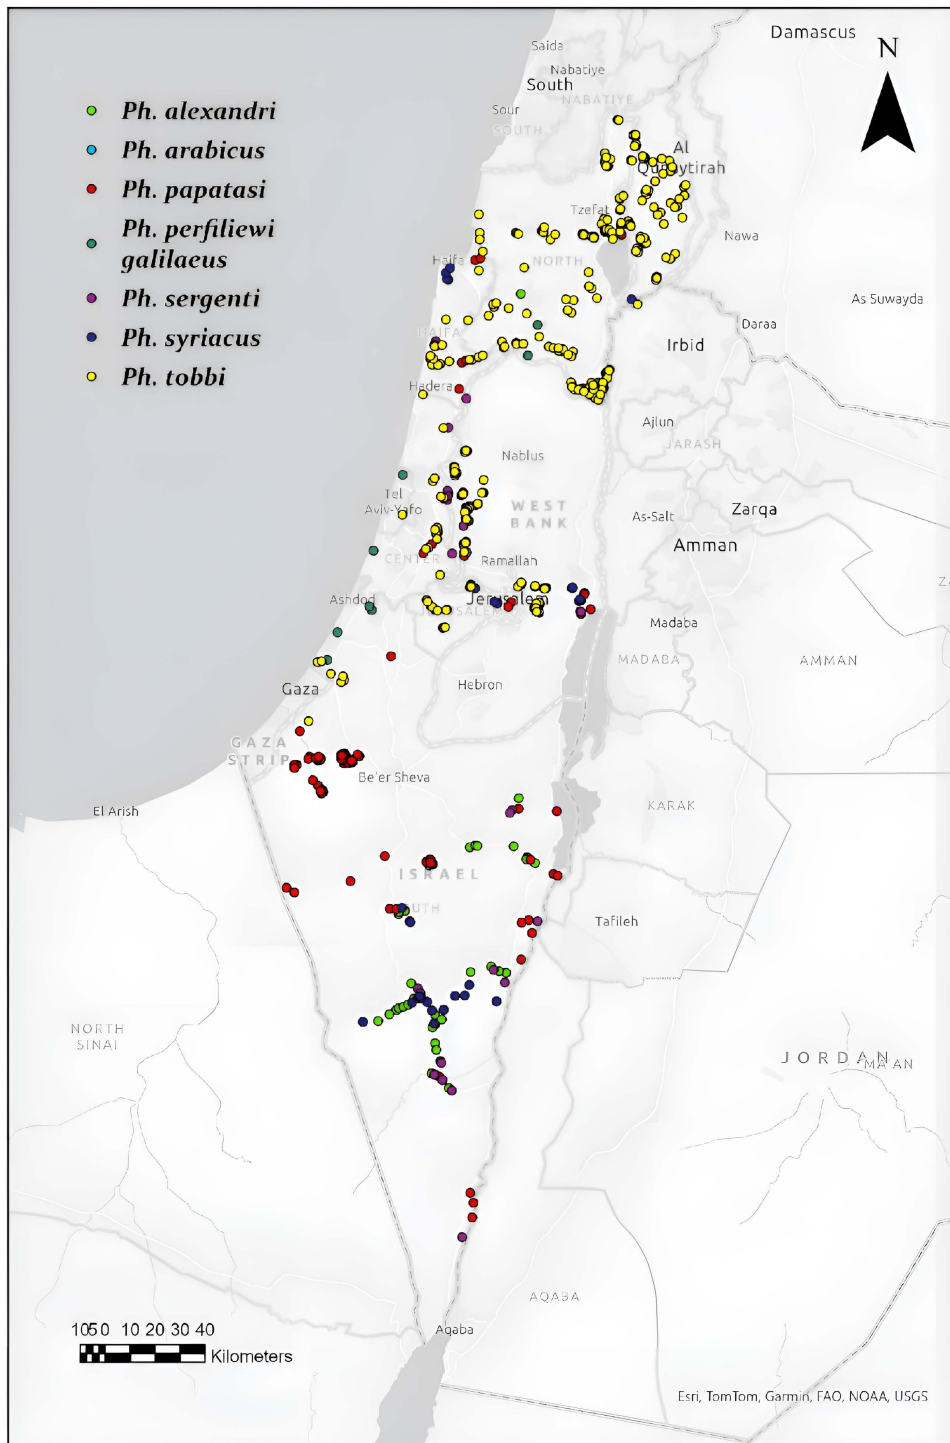 Damascus
Saida
N
Nabatiye
South
NABATIYE
Sour
SOUTH
Ph. alexandri
Ph. arabicus
Ph. papatasi
Ph. perfiliewi
galilaeus
Ph. sergenti
Ph. syriacus
Ph. tobbi
Al
Qunaytirah
Tzefat
Nawa
Haifa
NORTH
As Suwayda
HAIFA
Daraa
Irbid
Hadera
Ajlun
JARASH
Nablus
Tel
Aviv-Yafo
WEST
BANK
As-Salt
Zarqa
Amman
CENTER
Ramallah
Ashdod
Jerusalem
JERUSALEM
Madaba
MADABA
AMMAN
Hebron
Gaza
GAZA
STRIP
Be'er Sheva
El Arish
KARAK
ISRAEL
SOUTH
Tafileh
NORTH
SINAI
JORDAN
MA'AN
AQABA
Aqaba
10 5 0 10 20 30 40
Kilometers
Esri, TomTom, Garmin, FAO, NOAA, USGS